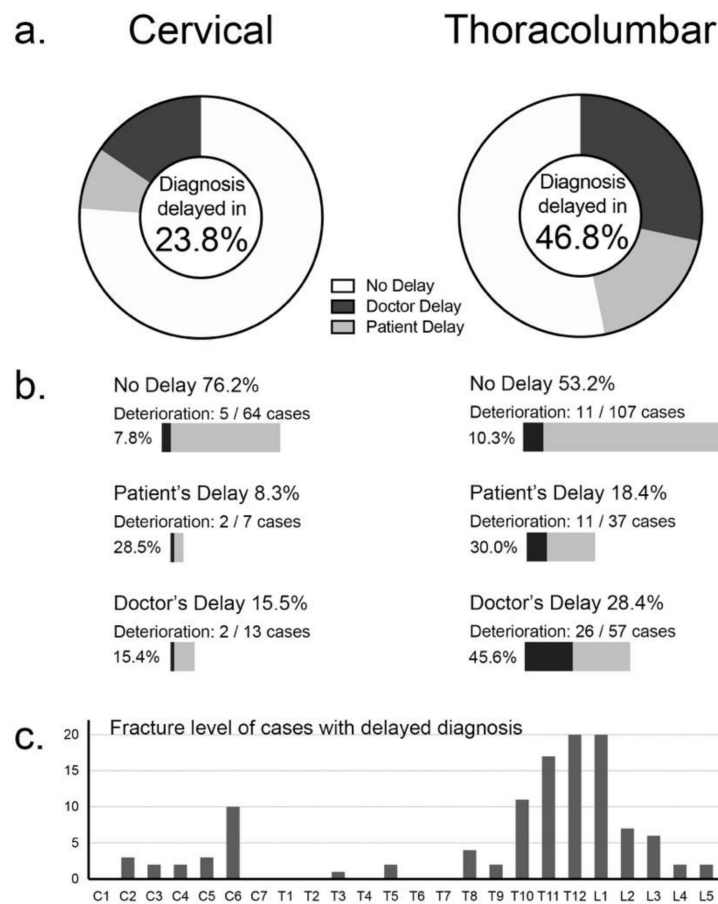 a. Cervical Thoracolumbar
Diagnosis
delayed in
23.8%
Diagnosis
delayed in
46.8%
No Delay
Doctor Delay
Patient Delay
b.
No Delay 76.2%
Deterioration: 5 / 64 cases
7.8%
Patient's Delay 8.3%
Deterioration: 2 / 7 cases
28.5%
Doctor's Delay 15.5%
Deterioration: 2 / 13 cases
15.4%
No Delay 53.2%
Deterioration: 11 / 107 cases
10.3%
Patient's Delay 18.4%
Deterioration: 11 / 37 cases
30.0%
Doctor's Delay 28.4%
Deterioration: 26 / 57 cases
45.6%
c.
Fracture level of cases with delayed diagnosis
20
15
10
5
0
C1 C2 C3 C4 C5 C6 C7 T1 T2 T3 T4 T5 T6 T7 T8 T9 T10 T11 T12 L1 L2 L3 L4 L5